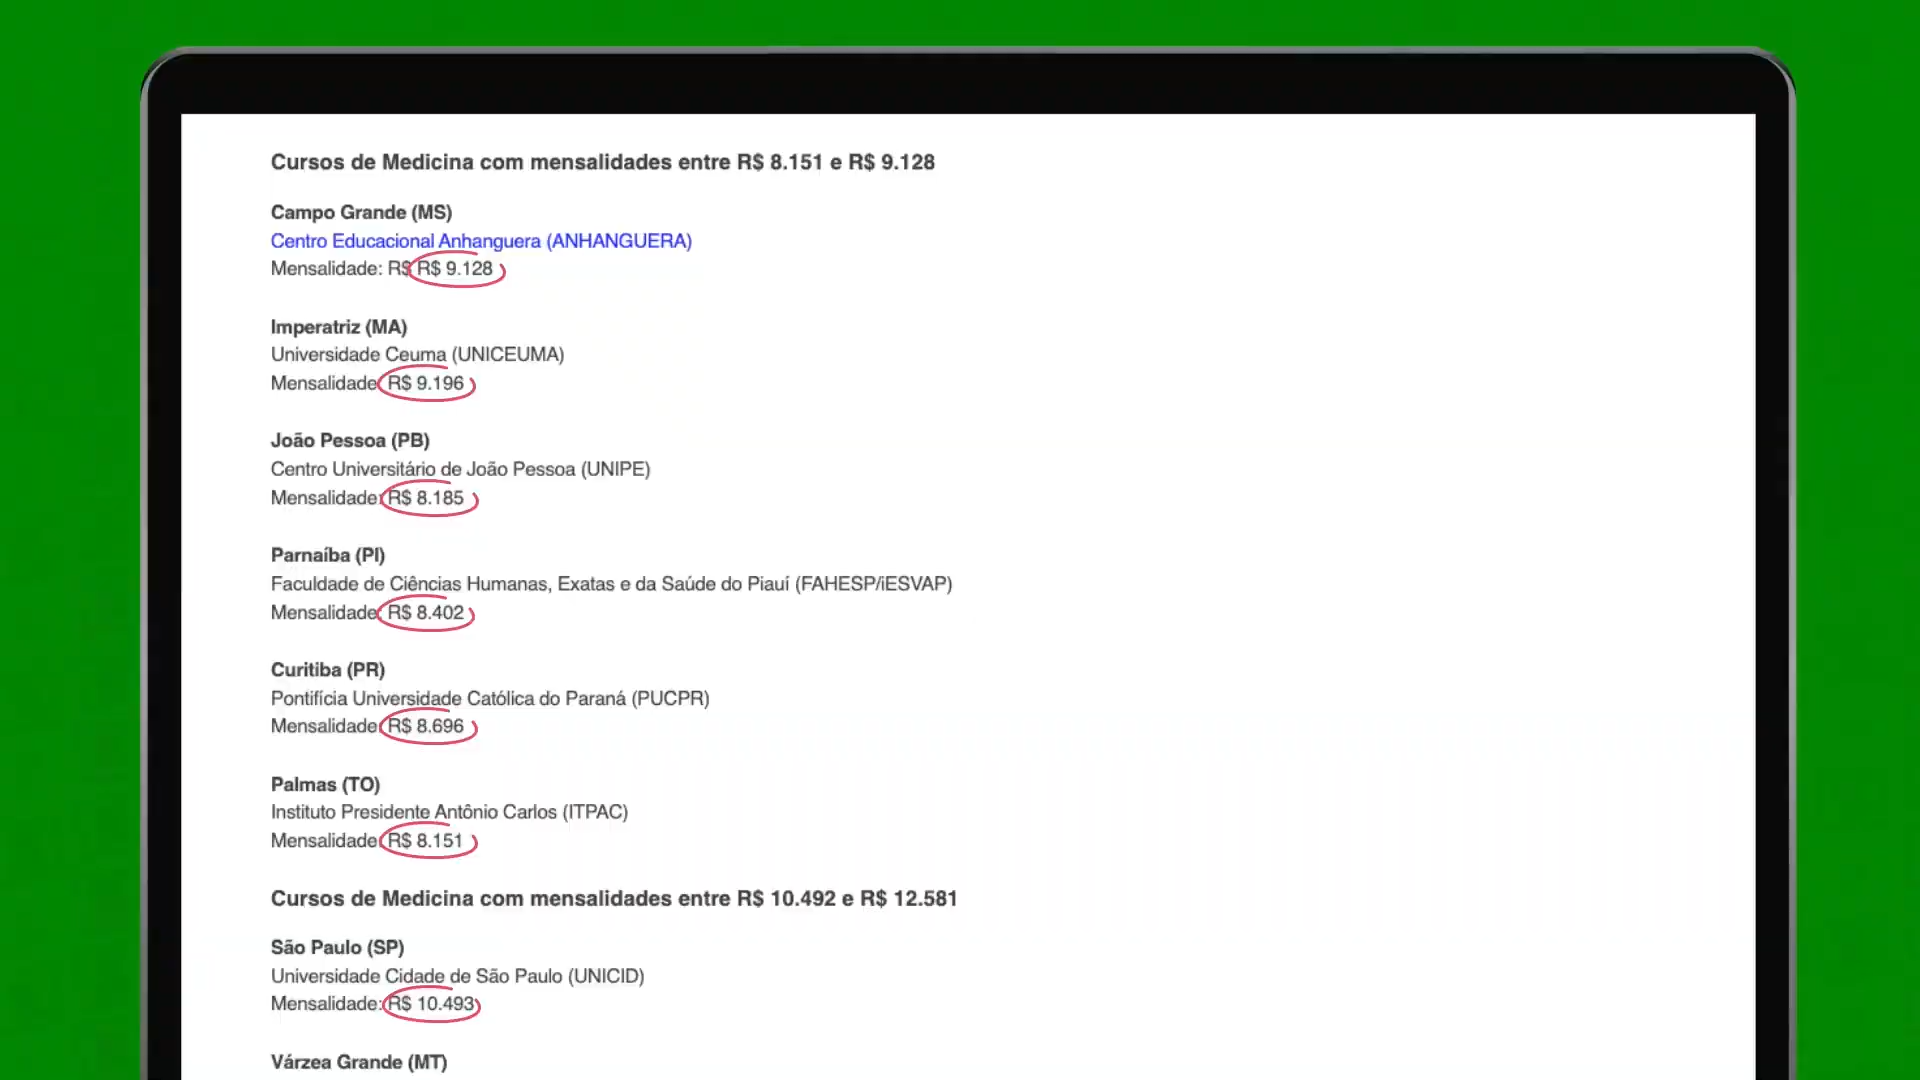 Cursos de Medicina com mensalidades entre R$ 8.151 e R$ 9.128
Campo Grande (MS)
Centro Educacional Anhanguera (ANHANGUERA)
Mensalidade: R$ R$ 9.128
Imperatriz (MA)
Universidade Ceuma (UNICEUMA)
Mensalidade: R$ 9.196
João Pessoa (PB)
Centro Universitário de João Pessoa (UNIPE)
Mensalidade: R$ 8.185
Parnaíba (PI)
Faculdade de Ciências Humanas, Exatas e da Saúde do Piauí (FAHESP/iESVAP)
Mensalidade: R$ 8.402
Curitiba (PR)
Pontifícia Universidade Católica do Paraná (PUCPR)
Mensalidade: R$ 8.696
Palmas (TO)
Instituto Presidente Antônio Carlos (ITPAC)
Mensalidade: R$ 8.151
Cursos de Medicina com mensalidades entre R$ 10.492 e R$ 12.581
São Paulo (SP)
Universidade Cidade de São Paulo (UNICID)
Mensalidade: R$ 10.493
Várzea Grande (MT)